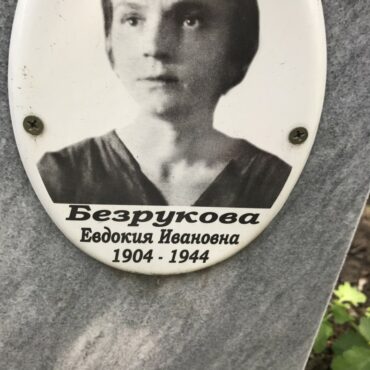 Безрукова
Евдокия Ивановна
1904 - 1944